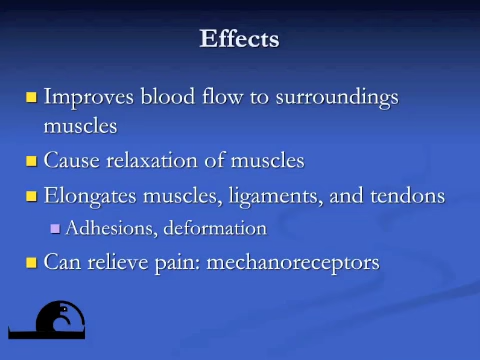 Effects
Improves blood flow to surroundings
muscles
Cause relaxation of muscles
Elongates muscles, ligaments, and tendons
Adhesions, deformation
Can relieve pain: mechanoreceptors